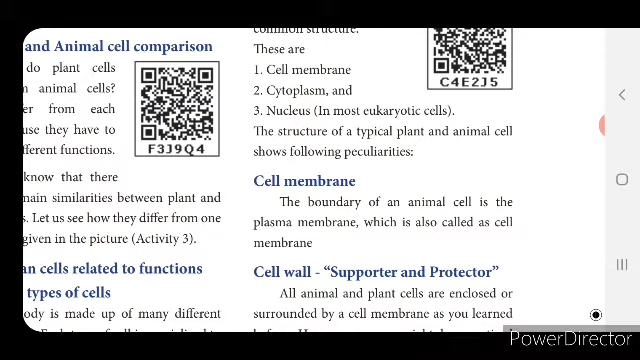 and Animal cell comparison
do plant cells
animal cells?
from each
they have to
functions.
F3J9Q4
know that there
main similarities between plant and
Let us see how they differ from one
given in the picture (Activity 3).
cells related to functions
types of cells
is made up of many different
common structure.
These are
C4E2J5
1. Cell membrane
2. Cytoplasm, and
3. Nucleus (In most eukaryotic cells).
The structure of a typical plant and animal cell
shows following peculiarities:
Cell membrane
The boundary of an animal cell is the
plasma membrane, which is also called as cell
membrane
Cell wall - “Supporter and Protector”
All animal and plant cells are enclosed or
surrounded by a cell membrane as you learned
PowerDirector